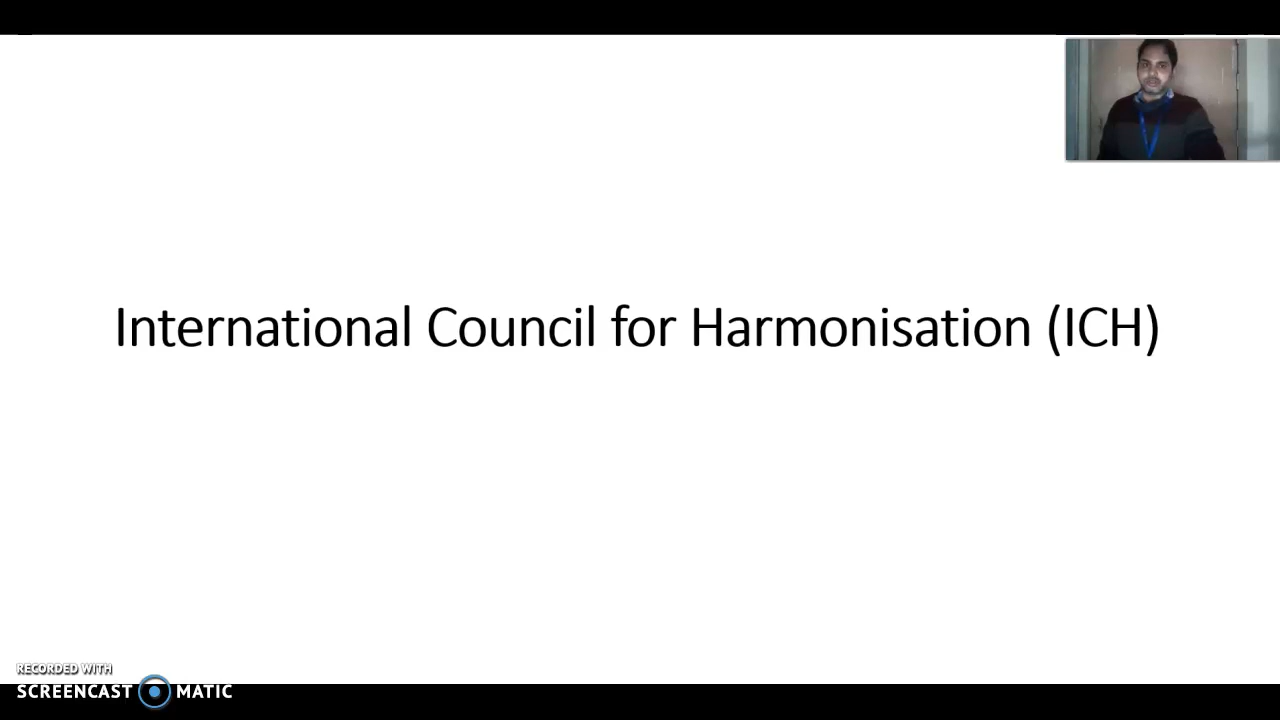 International Council for Harmonisation (ICH)
RECORDED WITH
SCREENCAST MATIC